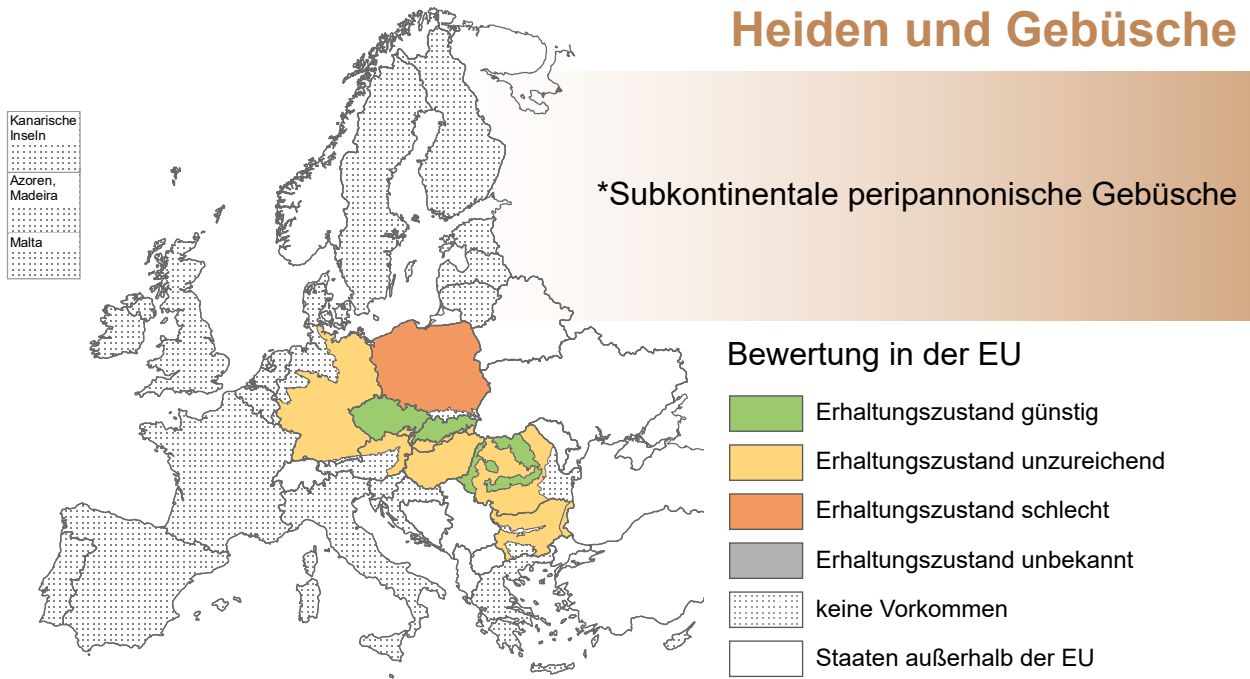 Heiden und Gebüsche
Kanarische
Inseln
Azoren,
Madeira
Malta
*Subkontinentale peripannonische Gebüsche
Bewertung in der EU
Erhaltungszustand günstig
Erhaltungszustand unzureichend
Erhaltungszustand schlecht
Erhaltungszustand unbekannt
keine Vorkommen
Staaten außerhalb der EU